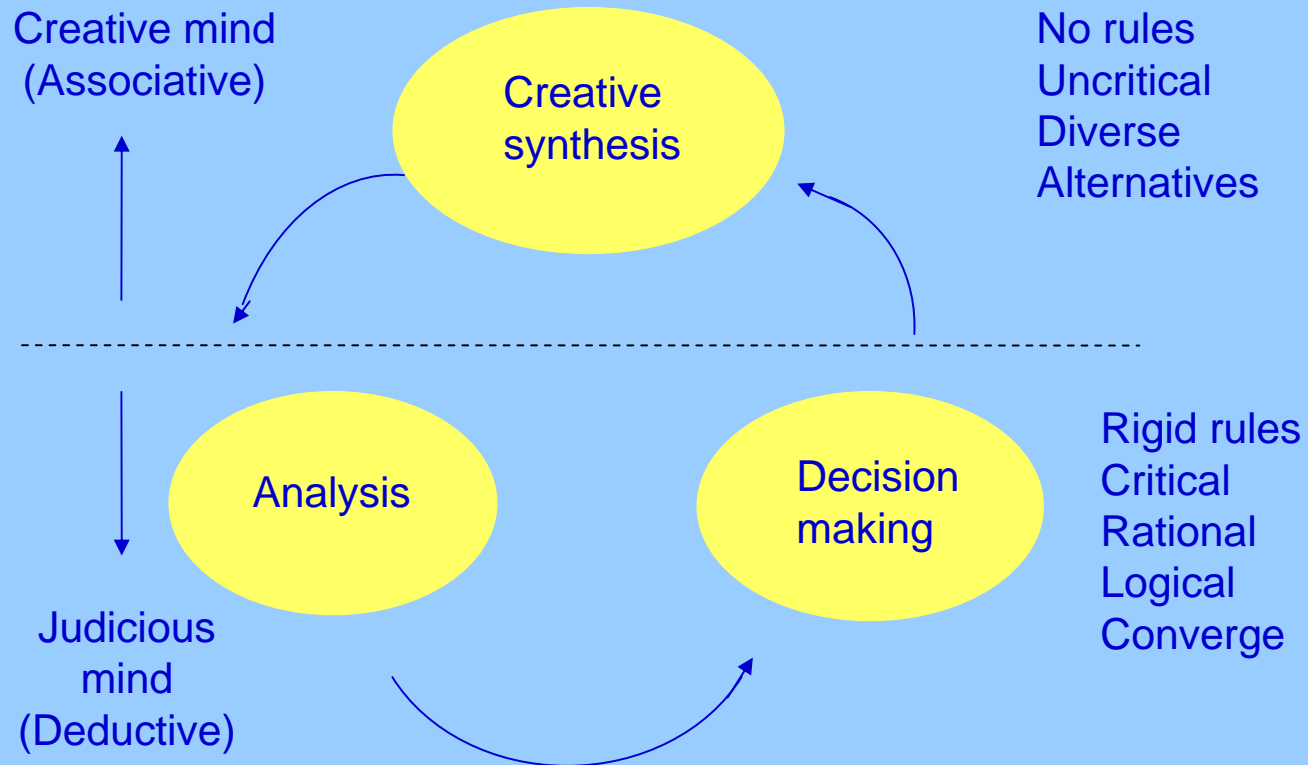 Creative mind
(Associative)
Creative
synthesis
No rules
Uncritical
Diverse
Alternatives
Analysis
Decision
making
Rigid rules
Critical
Rational
Logical
Converge
Judicious
mind
(Deductive)